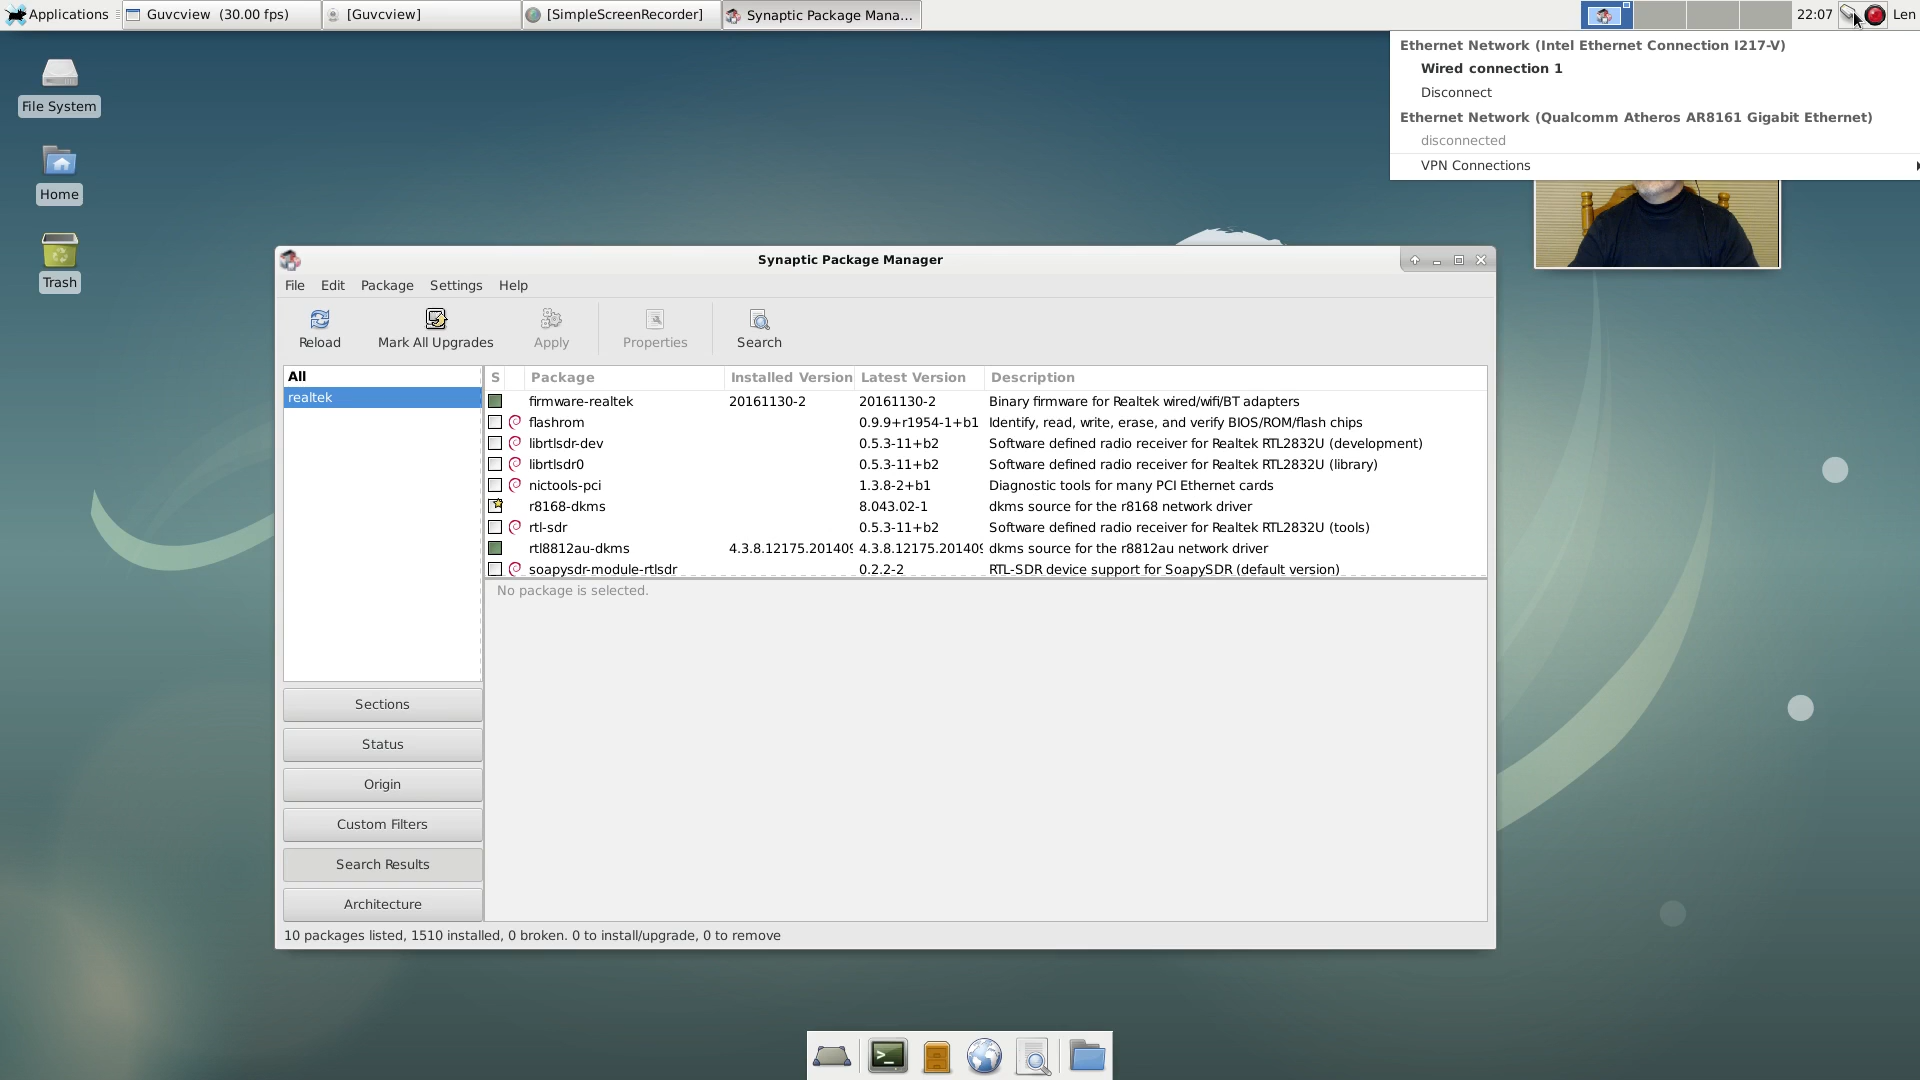 Applications
Guvcview (30.00 fps)
[Guvcview]
[SimpleScreenRecorder]
Synaptic Package Mana...
22:07
Len
Ethernet Network (Intel Ethernet Connection I217-V)
Wired connection 1
Disconnect
Ethernet Network (Qualcomm Atheros AR8161 Gigabit Ethernet)
disconnected
VPN Connections
File System
Home
Trash
Synaptic Package Manager
File Edit Package Settings Help
Reload Mark All Upgrades Apply Properties Search
All
realtek
S Package Installed Version Latest Version Description
firmware-realtek 20161130-2 20161130-2 Binary firmware for Realtek wired/wifi/BT adapters
flashrom 0.9.9+r1954-1+b1 Identify, read, write, erase, and verify BIOS/ROM/flash chips
librtlsdr-dev 0.5.3-11+b2 Software defined radio receiver for Realtek RTL2832U (development)
librtlsdr0 0.5.3-11+b2 Software defined radio receiver for Realtek RTL2832U (library)
nictools-pci 1.3.8-2+b1 Diagnostic tools for many PCI Ethernet cards
r8168-dkms 8.043.02-1 dkms source for the r8168 network driver
rtl-sdr 0.5.3-11+b2 Software defined radio receiver for Realtek RTL2832U (tools)
rtl8812au-dkms 4.3.8.12175.201409 4.3.8.12175.201409 dkms source for the r8812au network driver
soapysdr-module-rtlsdr 0.2.2-2 RTL-SDR device support for SoapySDR (default version)
No package is selected.
Sections
Status
Origin
Custom Filters
Search Results
Architecture
10 packages listed, 1510 installed, 0 broken. 0 to install/upgrade, 0 to remove